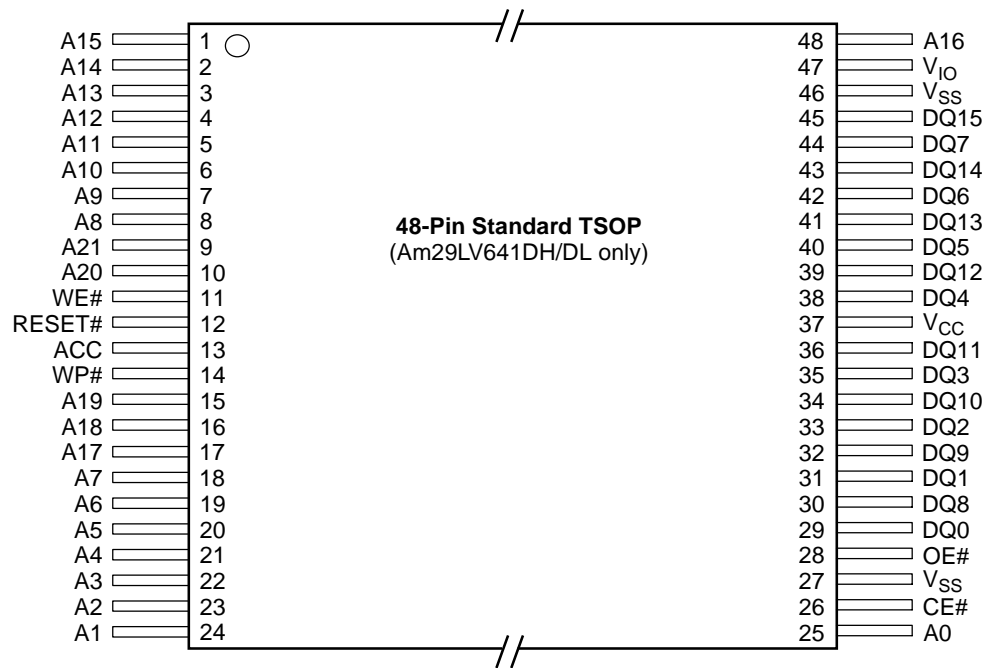 A15 1 48 A16
A14 2 47 VIO
A13 3 46 VSS
A12 4 45 DQ15
A11 5 44 DQ7
A10 6 43 DQ14
A9 7 42 DQ6
A8 8 41 DQ13
48-Pin Standard TSOP
A21 9 40 DQ5
(Am29LV641DH/DL only)
A20 10 39 DQ12
WE# 11 38 DQ4
RESET# 12 37 VCC
ACC 13 36 DQ11
WP# 14 35 DQ3
A19 15 34 DQ10
A18 16 33 DQ2
A17 17 32 DQ9
A7 18 31 DQ1
A6 19 30 DQ8
A5 20 29 DQ0
A4 21 28 OE#
A3 22 27 VSS
A2 23 26 CE#
A1 24 25 A0